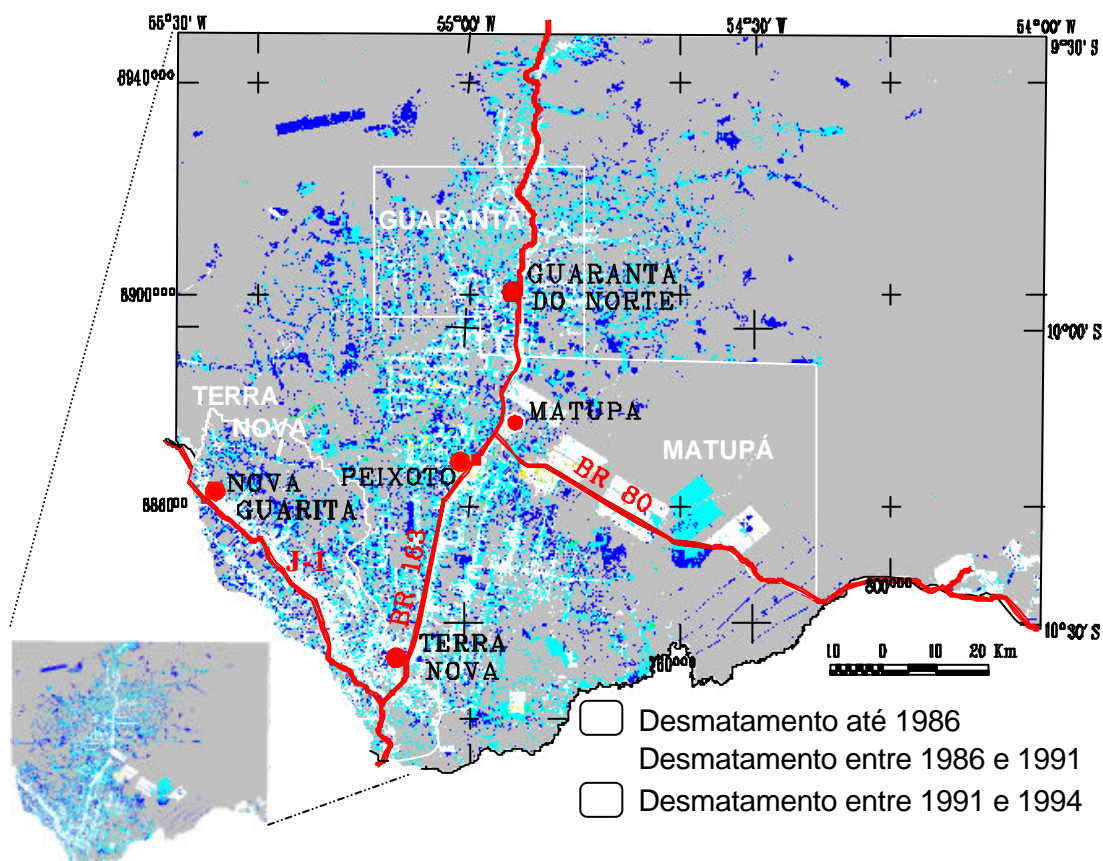 55°30' W
55°00' W
54°30' W
54°00' W
9°30' S
8940000
GUARANTÃ
GUARANTA
DO NORTE
8900000
10°00' S
TERRA
NOVA
MATUPA
MATUPÁ
PEIXOTO
BR 80
NOVA
GUARITA
8860000
J-1
BR 163
800000
10°30' S
TERRA
NOVA
760000
10 0 10 20 Km
Desmatamento até 1986
Desmatamento entre 1986 e 1991
Desmatamento entre 1991 e 1994